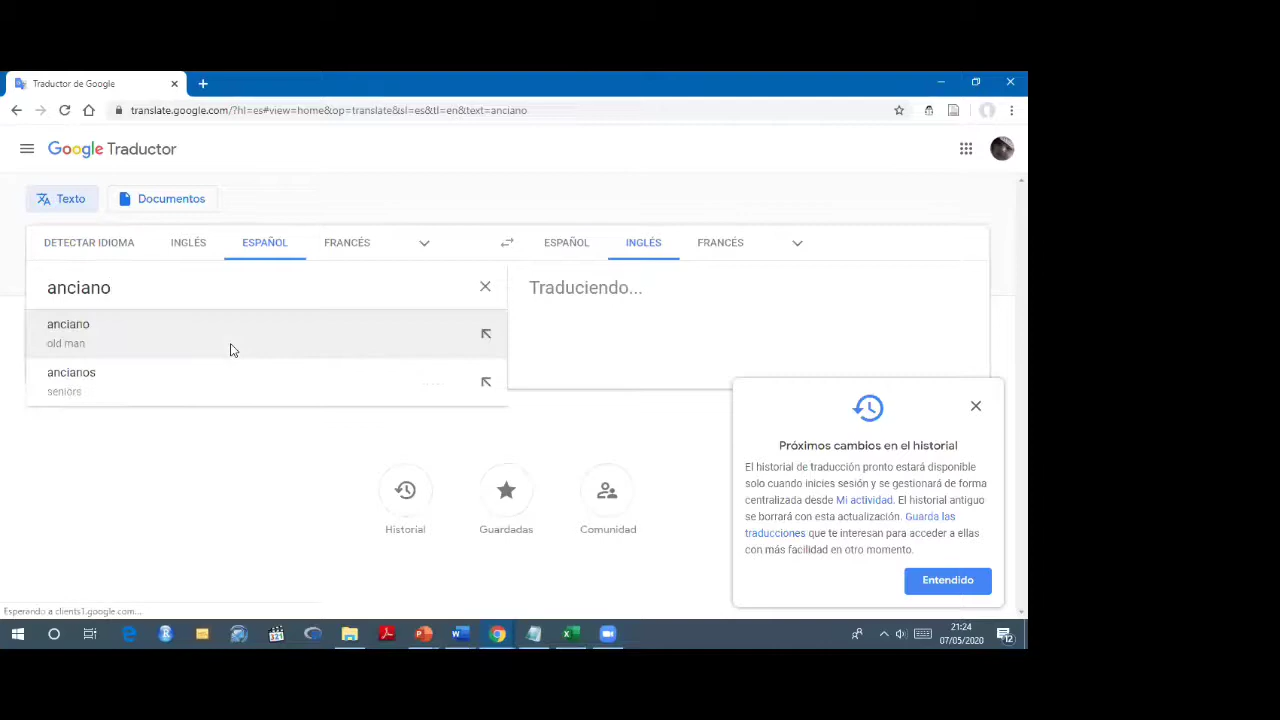 Traductor de Google
translate.google.com/?hl=es#view=home&op=translate&sl=es&tl=en&text=anciano
Google Traductor
Texto
Documentos
DETECTAR IDIOMA INGLÉS ESPAÑOL FRANCÉS
ESPAÑOL INGLÉS FRANCÉS
anciano
Traduciendo...
anciano
old man
ancianos
seniors
Próximos cambios en el historial
El historial de traducción pronto estará disponible
solo cuando inicies sesión y se gestionará de forma
centralizada desde Mi actividad. El historial antiguo
se borrará con esta actualización. Guarda las
traducciones que te interesan para acceder a ellas
con más facilidad en otro momento.
Entendido
Historial
Guardadas
Comunidad
Esperando a clients1.google.com...
21:24
07/05/2020
12